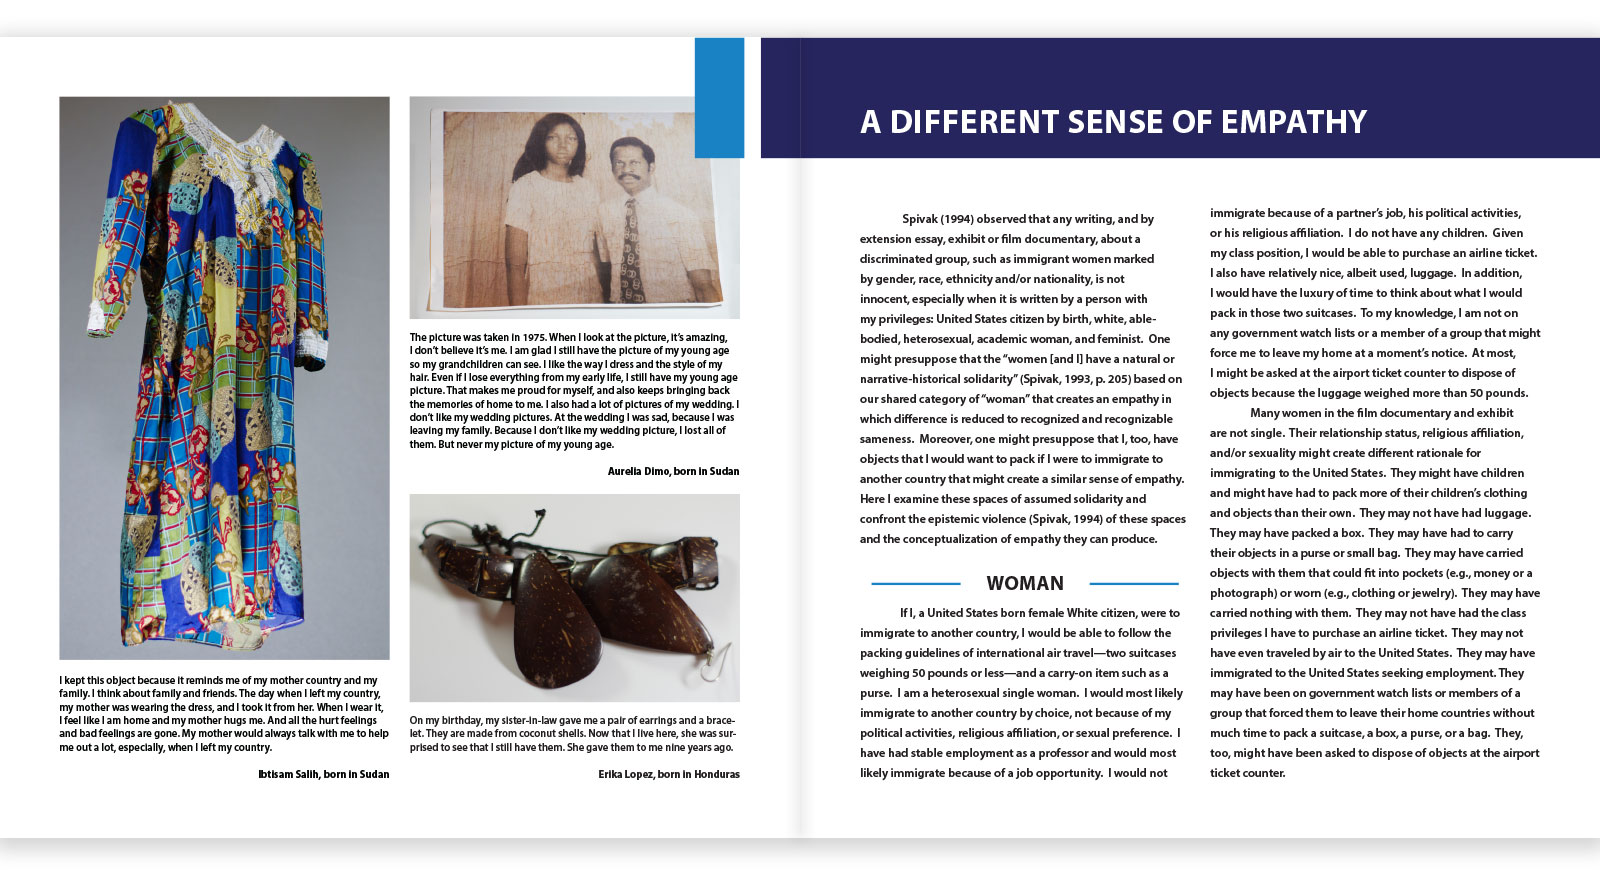 I kept this object because it reminds me of my mother country and my
family. I think about family and friends. The day when I left my country,
my mother was wearing the dress, and I took it from her. When I wear it,
I feel like I am home and my mother hugs me. And all the hurt feelings
and bad feelings are gone. My mother would always talk with me to help
me out a lot, especially, when I left my country.
Ibtisam Salih, born in Sudan
The picture was taken in 1975. When I look at the picture, it's amazing,
I don't believe it's me. I am glad I still have the picture of my young age
so my grandchildren can see. I like the way I dress and the style of my
hair. Even if I lose everything from my early life, I still have my young age
picture. That makes me proud for myself, and also keeps bringing back
the memories of home to me. I also had a lot of pictures of my wedding. I
don't like my wedding pictures. At the wedding I was sad, because I was
leaving my family. Because I don't like my wedding picture, I lost all of
them. But never my picture of my young age.
Aurelia Dimo, born in Sudan
On my birthday, my sister-in-law gave me a pair of earrings and a brace-
let. They are made from coconut shells. Now that I live here, she was sur-
prised to see that I still have them. She gave them to me nine years ago.
Erika Lopez, born in Honduras
A DIFFERENT SENSE OF EMPATHY
Spivak (1994) observed that any writing, and by
extension essay, exhibit or film documentary, about a
discriminated group, such as immigrant women marked
by gender, race, ethnicity and/or nationality, is not
innocent, especially when it is written by a person with
my privileges: United States citizen by birth, white, able-
bodied, heterosexual, academic woman, and feminist.  One
might presuppose that the "women [and I] have a natural or
narrative-historical solidarity" (Spivak, 1993, p. 205) based on
our shared category of "woman" that creates an empathy in
which difference is reduced to recognized and recognizable
sameness.  Moreover, one might presuppose that I, too, have
objects that I would want to pack if I were to immigrate to
another country that might create a similar sense of empathy.
Here I examine these spaces of assumed solidarity and
confront the epistemic violence (Spivak, 1994) of these spaces
and the conceptualization of empathy they can produce.
WOMAN
If I, a United States born female White citizen, were to
immigrate to another country, I would be able to follow the
packing guidelines of international air travel—two suitcases
weighing 50 pounds or less—and a carry-on item such as a
purse.  I am a heterosexual single woman.  I would most likely
immigrate to another country by choice, not because of my
political activities, religious affiliation, or sexual preference.  I
have had stable employment as a professor and would most
likely immigrate because of a job opportunity.  I would not
immigrate because of a partner's job, his political activities,
or his religious affiliation.  I do not have any children.  Given
my class position, I would be able to purchase an airline ticket.
I also have relatively nice, albeit used, luggage.  In addition,
I would have the luxury of time to think about what I would
pack in those two suitcases.  To my knowledge, I am not on
any government watch lists or a member of a group that might
force me to leave my home at a moment's notice.  At most,
I might be asked at the airport ticket counter to dispose of
objects because the luggage weighed more than 50 pounds.
Many women in the film documentary and exhibit
are not single.  Their relationship status, religious affiliation,
and/or sexuality might create different rationale for
immigrating to the United States.  They might have children
and might have had to pack more of their children's clothing
and objects than their own.  They may not have had luggage.
They may have packed a box.  They may have had to carry
their objects in a purse or small bag.  They may have carried
objects with them that could fit into pockets (e.g., money or a
photograph) or worn (e.g., clothing or jewelry).  They may have
carried nothing with them.  They may not have had the class
privileges I have to purchase an airline ticket.  They may not
have even traveled by air to the United States.  They may have
immigrated to the United States seeking employment. They
may have been on government watch lists or members of a
group that forced them to leave their home countries without
much time to pack a suitcase, a box, a purse, or a bag.  They,
too, might have been asked to dispose of objects at the airport
ticket counter.